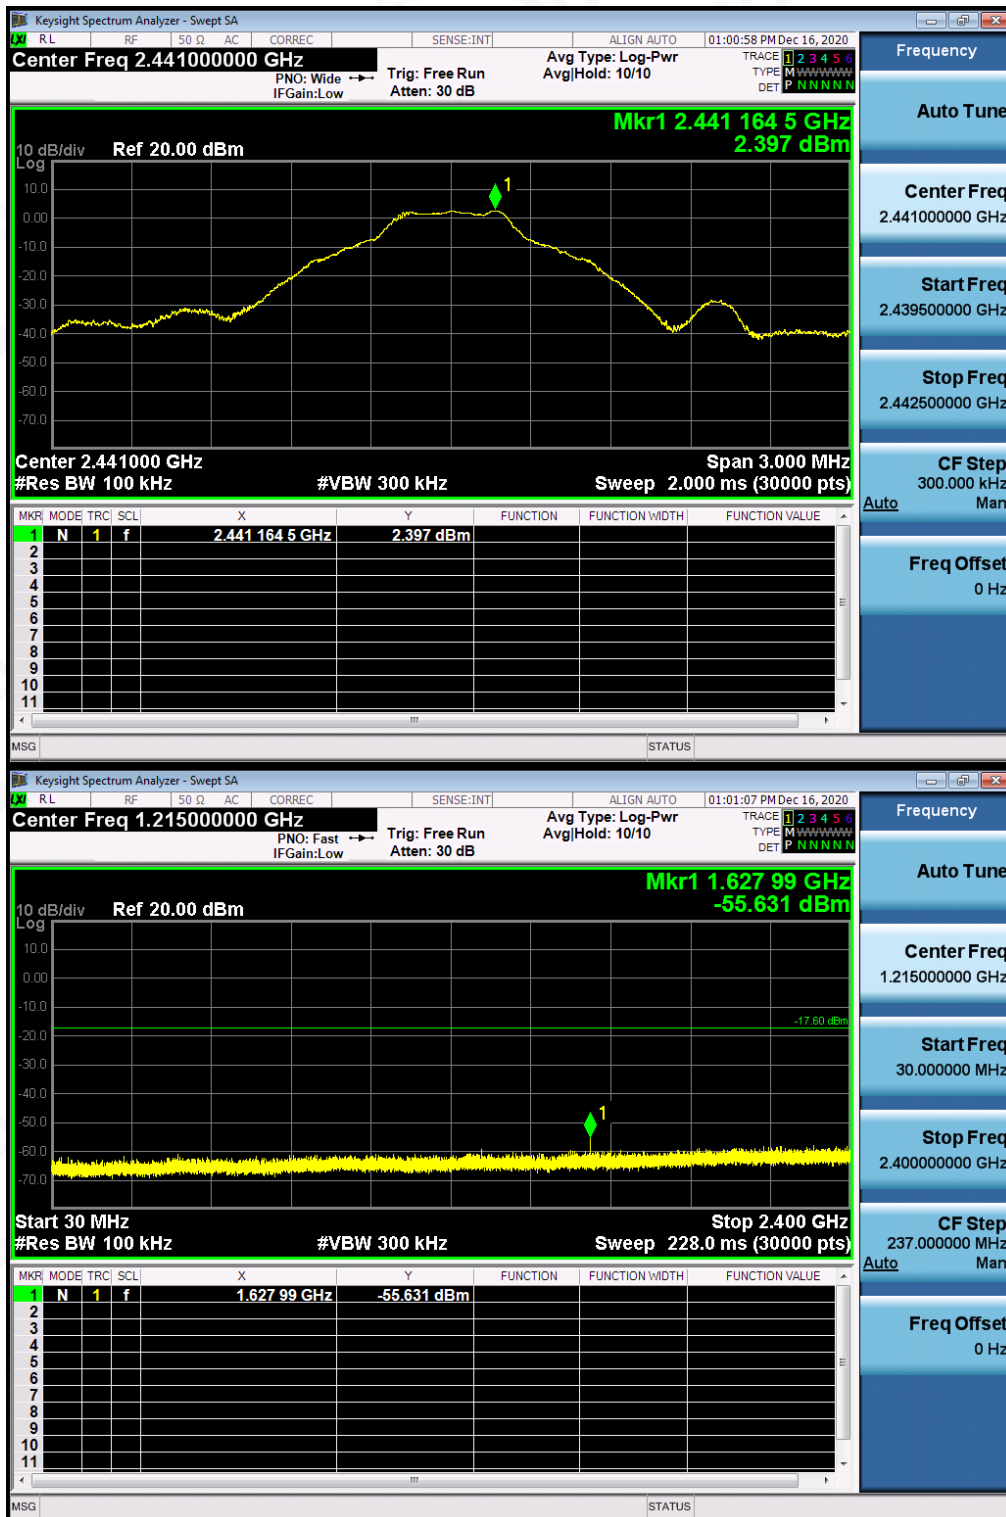 Keysight Spectrum Analyzer - Swept SA
LXI RL RF 50 Ω AC CORREC SENSE:INT ALIGN AUTO 01:00:58 PM Dec 16, 2020
Center Freq 2.441000000 GHz
PNO: Wide
IFGain:Low
Trig: Free Run
Atten: 30 dB
Avg Type: Log-Pwr
Avg|Hold: 10/10
TRACE 1 2 3 4 5 6
TYPE M WWWWW
DET P N N N N N
Mkr1 2.441 164 5 GHz
2.397 dBm
10 dB/div Ref 20.00 dBm
Log
10.0
0.00
-10.0
-20.0
-30.0
-40.0
-50.0
-60.0
-70.0
1
Center 2.441000 GHz Span 3.000 MHz
#Res BW 100 kHz #VBW 300 kHz Sweep 2.000 ms (30000 pts)
MKR MODE TRC SCL X Y FUNCTION FUNCTION WIDTH FUNCTION VALUE
1 N 1 f 2.441 164 5 GHz 2.397 dBm
2
3
4
5
6
7
8
9
10
11
MSG STATUS
Frequency
Auto Tune
Center Freq
2.441000000 GHz
Start Freq
2.439500000 GHz
Stop Freq
2.442500000 GHz
CF Step
300.000 kHz
Auto Man
Freq Offset
0 Hz
Keysight Spectrum Analyzer - Swept SA
LXI RL RF 50 Ω AC CORREC SENSE:INT ALIGN AUTO 01:01:07 PM Dec 16, 2020
Center Freq 1.215000000 GHz
PNO: Fast
IFGain:Low
Trig: Free Run
Atten: 30 dB
Avg Type: Log-Pwr
Avg|Hold: 10/10
TRACE 1 2 3 4 5 6
TYPE M WWWWW
DET P N N N N N
Mkr1 1.627 99 GHz
-55.631 dBm
10 dB/div Ref 20.00 dBm
Log
10.0
0.00
-10.0
-20.0
-30.0
-40.0
-50.0
-60.0
-70.0
-17.60 dBm
1
Start 30 MHz Stop 2.400 GHz
#Res BW 100 kHz #VBW 300 kHz Sweep 228.0 ms (30000 pts)
MKR MODE TRC SCL X Y FUNCTION FUNCTION WIDTH FUNCTION VALUE
1 N 1 f 1.627 99 GHz -55.631 dBm
2
3
4
5
6
7
8
9
10
11
MSG STATUS
Frequency
Auto Tune
Center Freq
1.215000000 GHz
Start Freq
30.000000 MHz
Stop Freq
2.400000000 GHz
CF Step
237.000000 MHz
Auto Man
Freq Offset
0 Hz